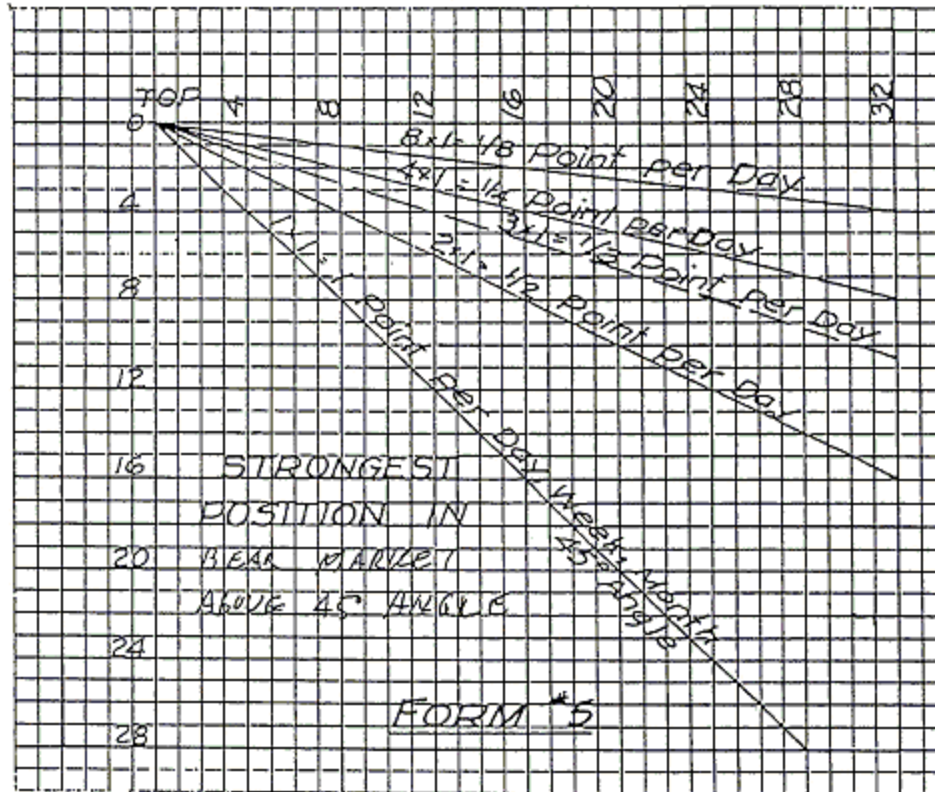 TOP 4 8 12 16 20 24 28 32
0
8x1=1/8 Point per Day
4x1=1/4 Point per Day
3x1=1/3 Point per Day
2x1=1/2 Point per Day
1x1=1 Point per Day, Week, Month
45° Angle
4
8
12
16
20
24
28
STRONGEST
POSITION IN
BEAR MARKET
ABOVE 45 ANGLE
FORM #5